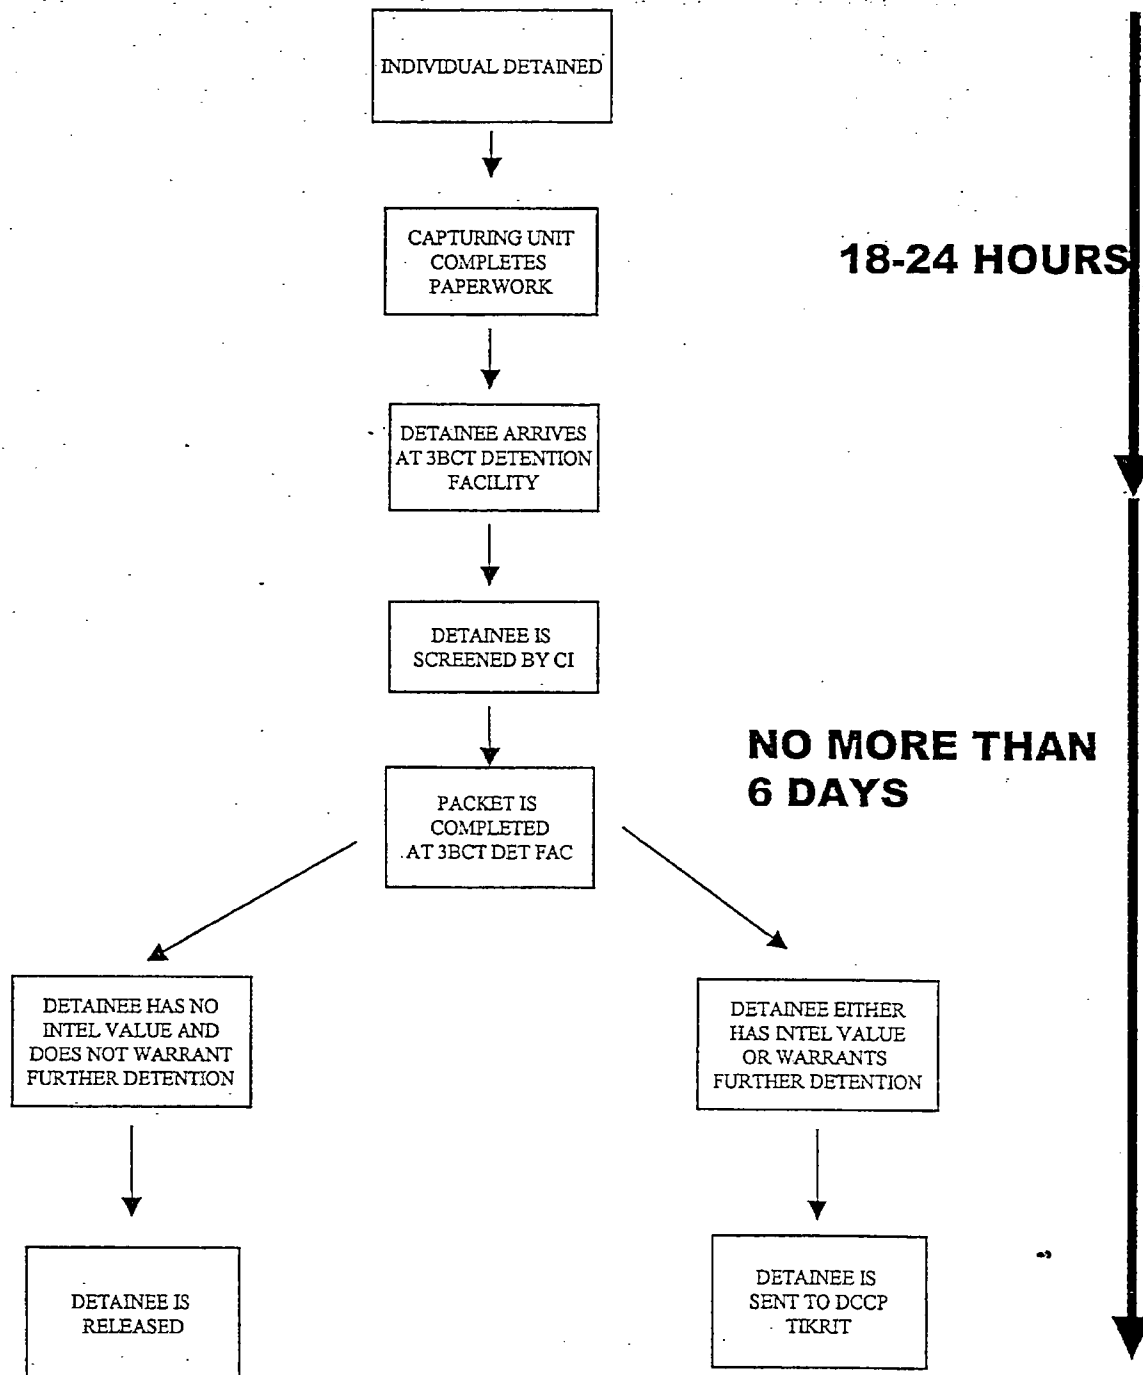 INDIVIDUAL DETAINED
CAPTURING UNIT
COMPLETES
PAPERWORK
18-24 HOURS
DETAINEE ARRIVES
AT 3BCT DETENTION
FACILITY
DETAINEE IS
SCREENED BY CI
NO MORE THAN
6 DAYS
PACKET IS
COMPLETED
AT 3BCT DET FAC
DETAINEE HAS NO
INTEL VALUE AND
DOES NOT WARRANT
FURTHER DETENTION
DETAINEE EITHER
HAS INTEL VALUE
OR WARRANTS
FURTHER DETENTION
DETAINEE IS
RELEASED
DETAINEE IS
SENT TO DCCP
TIKRIT